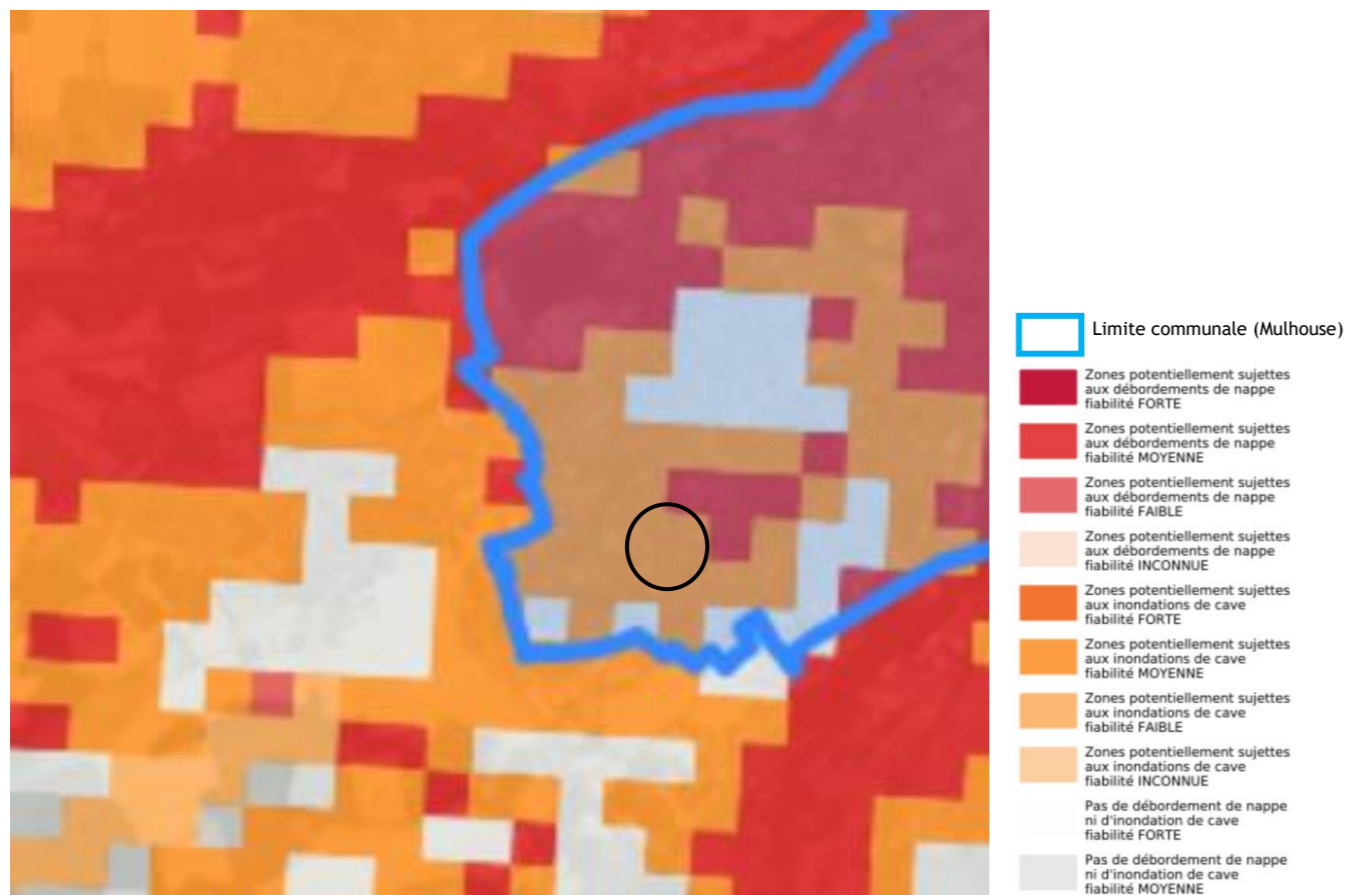 Limite communale (Mulhouse)
Zones potentiellement sujettes
aux débordements de nappe
fiabilité FORTE
Zones potentiellement sujettes
aux débordements de nappe
fiabilité MOYENNE
Zones potentiellement sujettes
aux débordements de nappe
fiabilité FAIBLE
Zones potentiellement sujettes
aux débordements de nappe
fiabilité INCONNUE
Zones potentiellement sujettes
aux inondations de cave
fiabilité FORTE
Zones potentiellement sujettes
aux inondations de cave
fiabilité MOYENNE
Zones potentiellement sujettes
aux inondations de cave
fiabilité FAIBLE
Zones potentiellement sujettes
aux inondations de cave
fiabilité INCONNUE
Pas de débordement de nappe
ni d'inondation de cave
fiabilité FORTE
Pas de débordement de nappe
ni d'inondation de cave
fiabilité MOYENNE